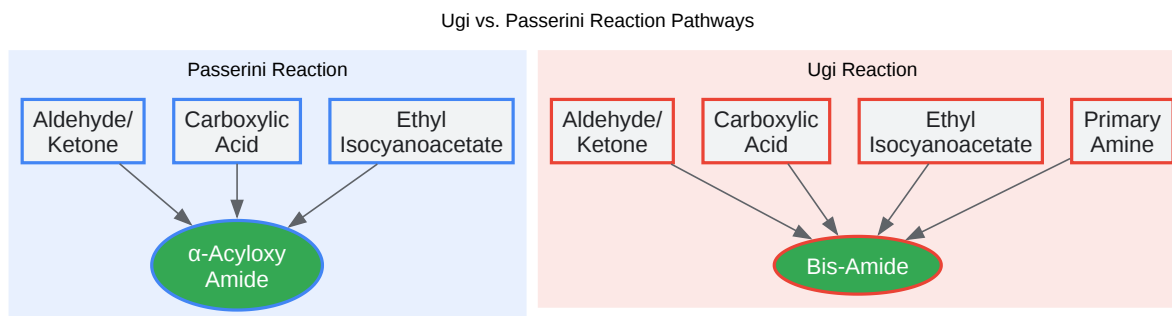 Ugi vs. Passerini Reaction Pathways
Passerini Reaction
Aldehyde/
Ketone
Carboxylic
Acid
Ethyl
Isocyanoacetate
α-Acyloxy
Amide
Ugi Reaction
Aldehyde/
Ketone
Carboxylic
Acid
Ethyl
Isocyanoacetate
Primary
Amine
Bis-Amide